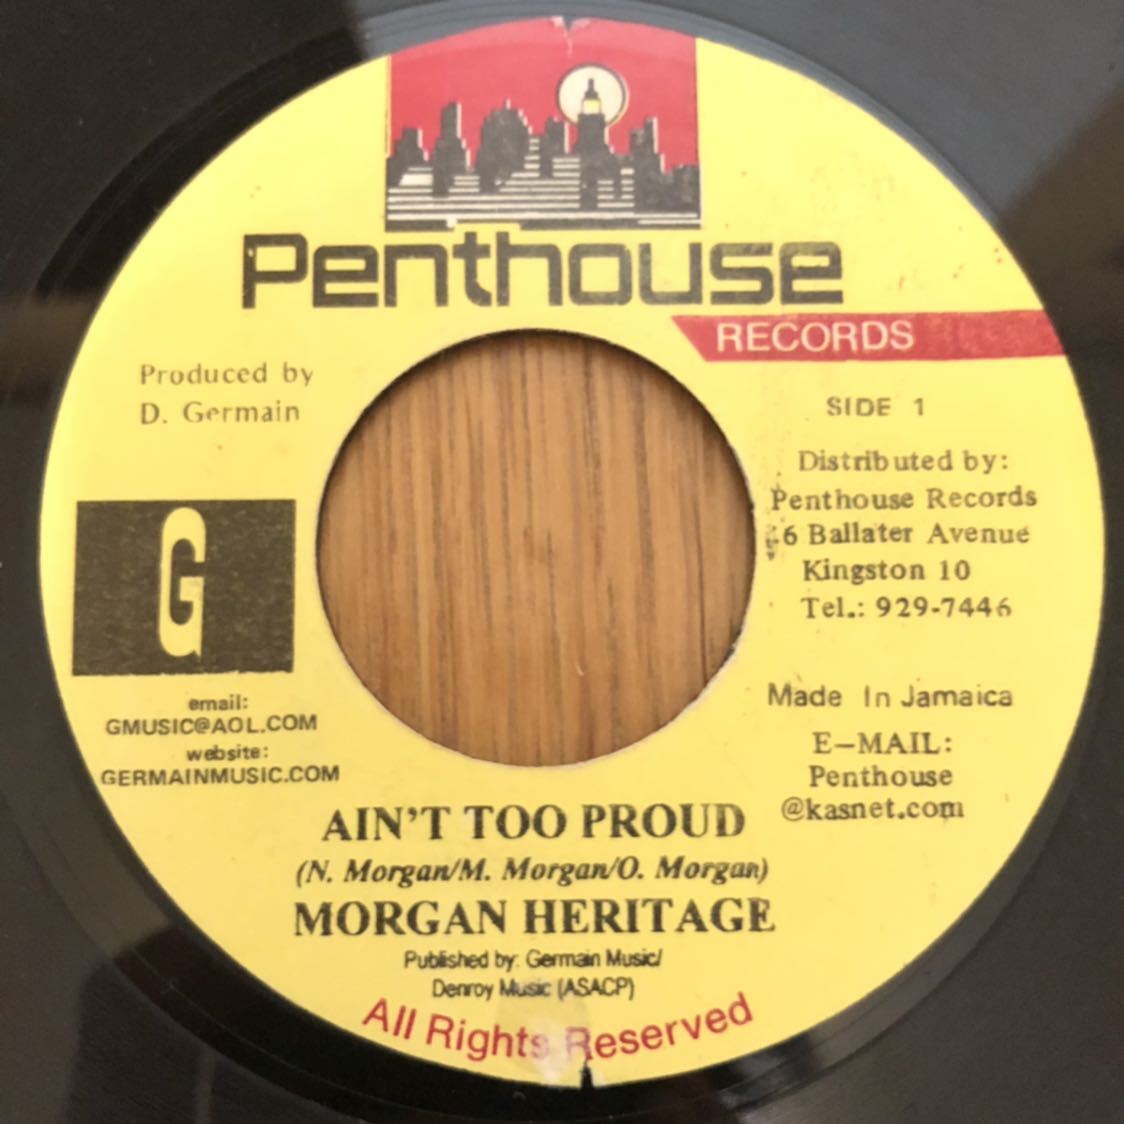 Penthouse
RECORDS
Produced by
D. Germain
SIDE 1
Distributed by:
Penthouse Records
6 Ballater Avenue
Kingston 10
Tel.: 929-7446
G
email:
GMUSIC@AOL.COM
website:
GERMAINMUSIC.COM
Made In Jamaica
E-MAIL:
Penthouse
@kasnet.com
AIN'T TOO PROUD
(N. Morgan/M. Morgan/O. Morgan)
MORGAN HERITAGE
Published by: Germain Music/
Denroy Music (ASACP)
All Rights Reserved